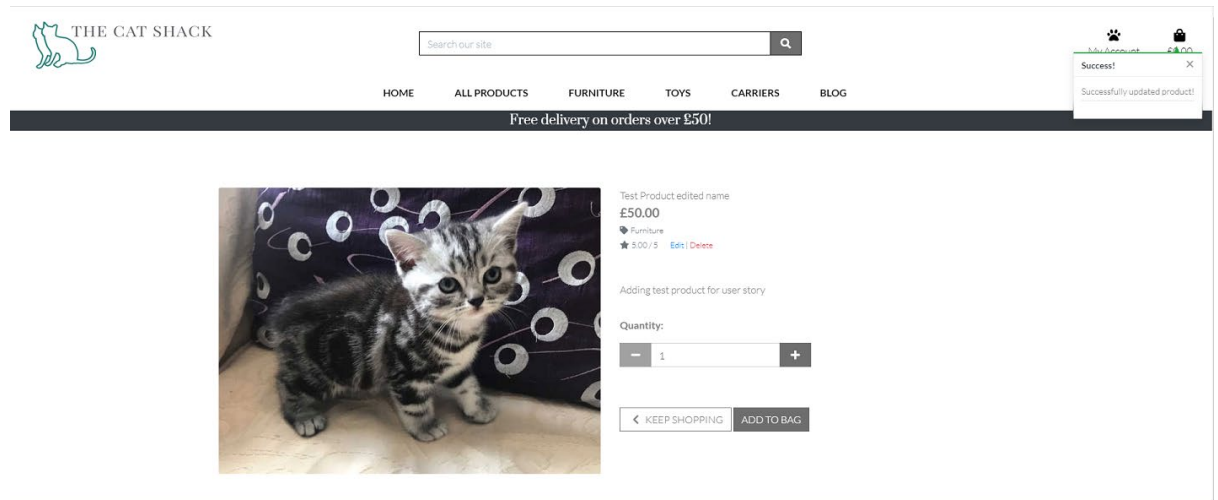 THE CAT SHACK
Search our site
My Account
Success!
Successfully updated product!
HOME ALL PRODUCTS FURNITURE TOYS CARRIERS BLOG
Free delivery on orders over £50!
Test Product edited name
£50.00
Furniture
5.00 / 5 Edit | Delete
Adding test product for user story
Quantity:
1
KEEP SHOPPING ADD TO BAG